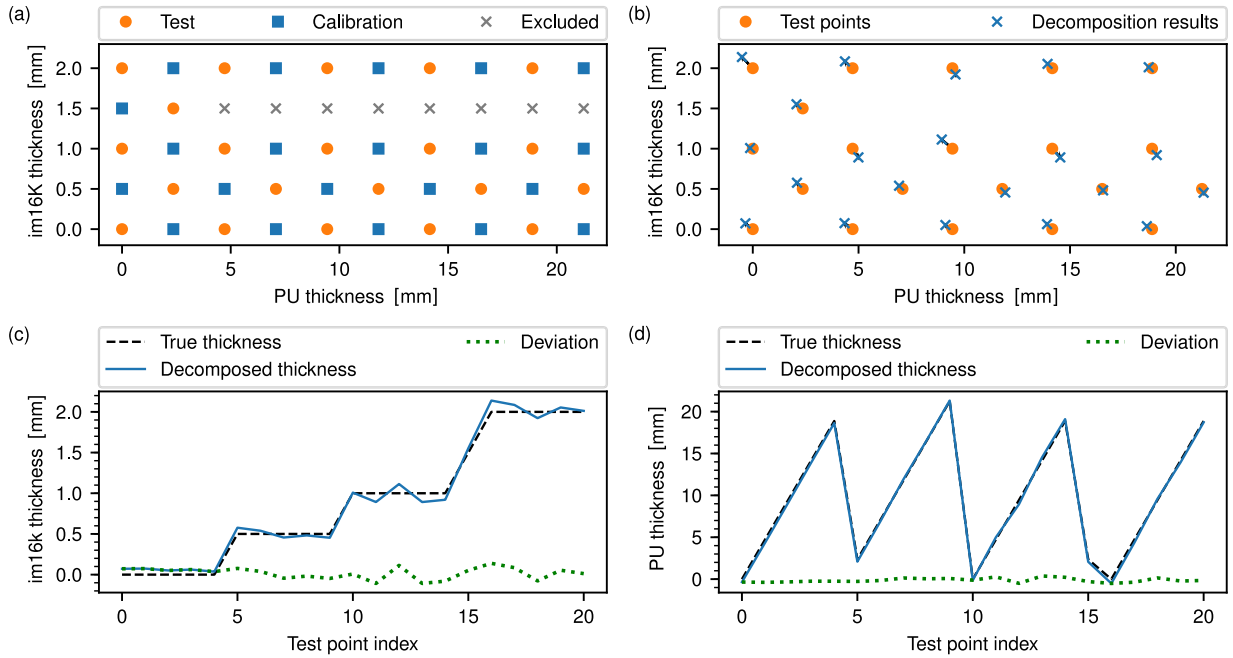 (a)
Test Calibration Excluded
im16K thickness [mm]
2.0
1.5
1.0
0.5
0.0
0 5 10 15 20
PU thickness [mm]
(b)
Test points Decomposition results
im16K thickness [mm]
2.0
1.5
1.0
0.5
0.0
0 5 10 15 20
PU thickness [mm]
(c)
True thickness Deviation
Decomposed thickness
im16k thickness [mm]
2.0
1.5
1.0
0.5
0.0
0 5 10 15 20
Test point index
(d)
True thickness Deviation
Decomposed thickness
PU thickness [mm]
20
15
10
5
0
0 5 10 15 20
Test point index